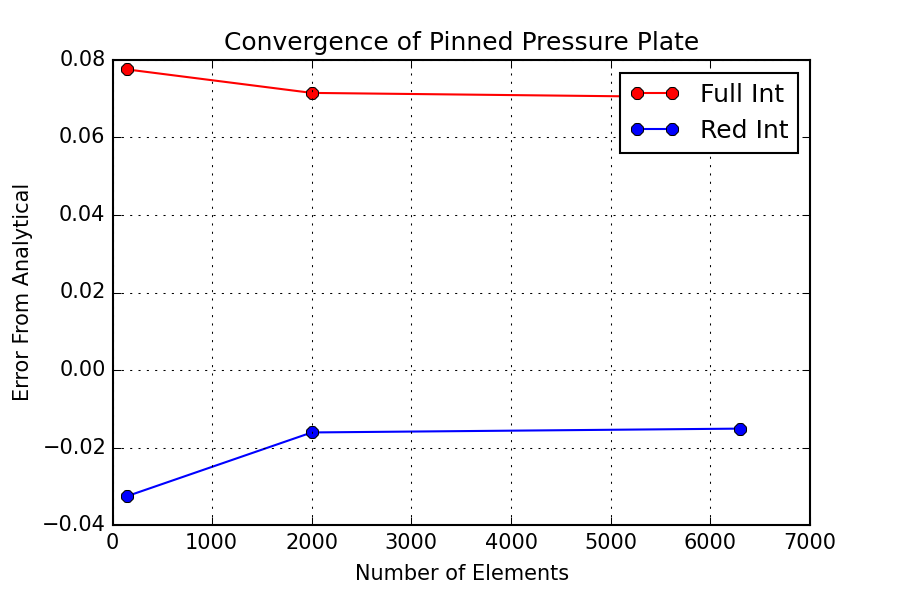 Convergence of Pinned Pressure Plate
0.08
0.06
0.04
0.02
0.00
−0.02
−0.04
Error From Analytical
Full Int
Red Int
0 1000 2000 3000 4000 5000 6000 7000
Number of Elements